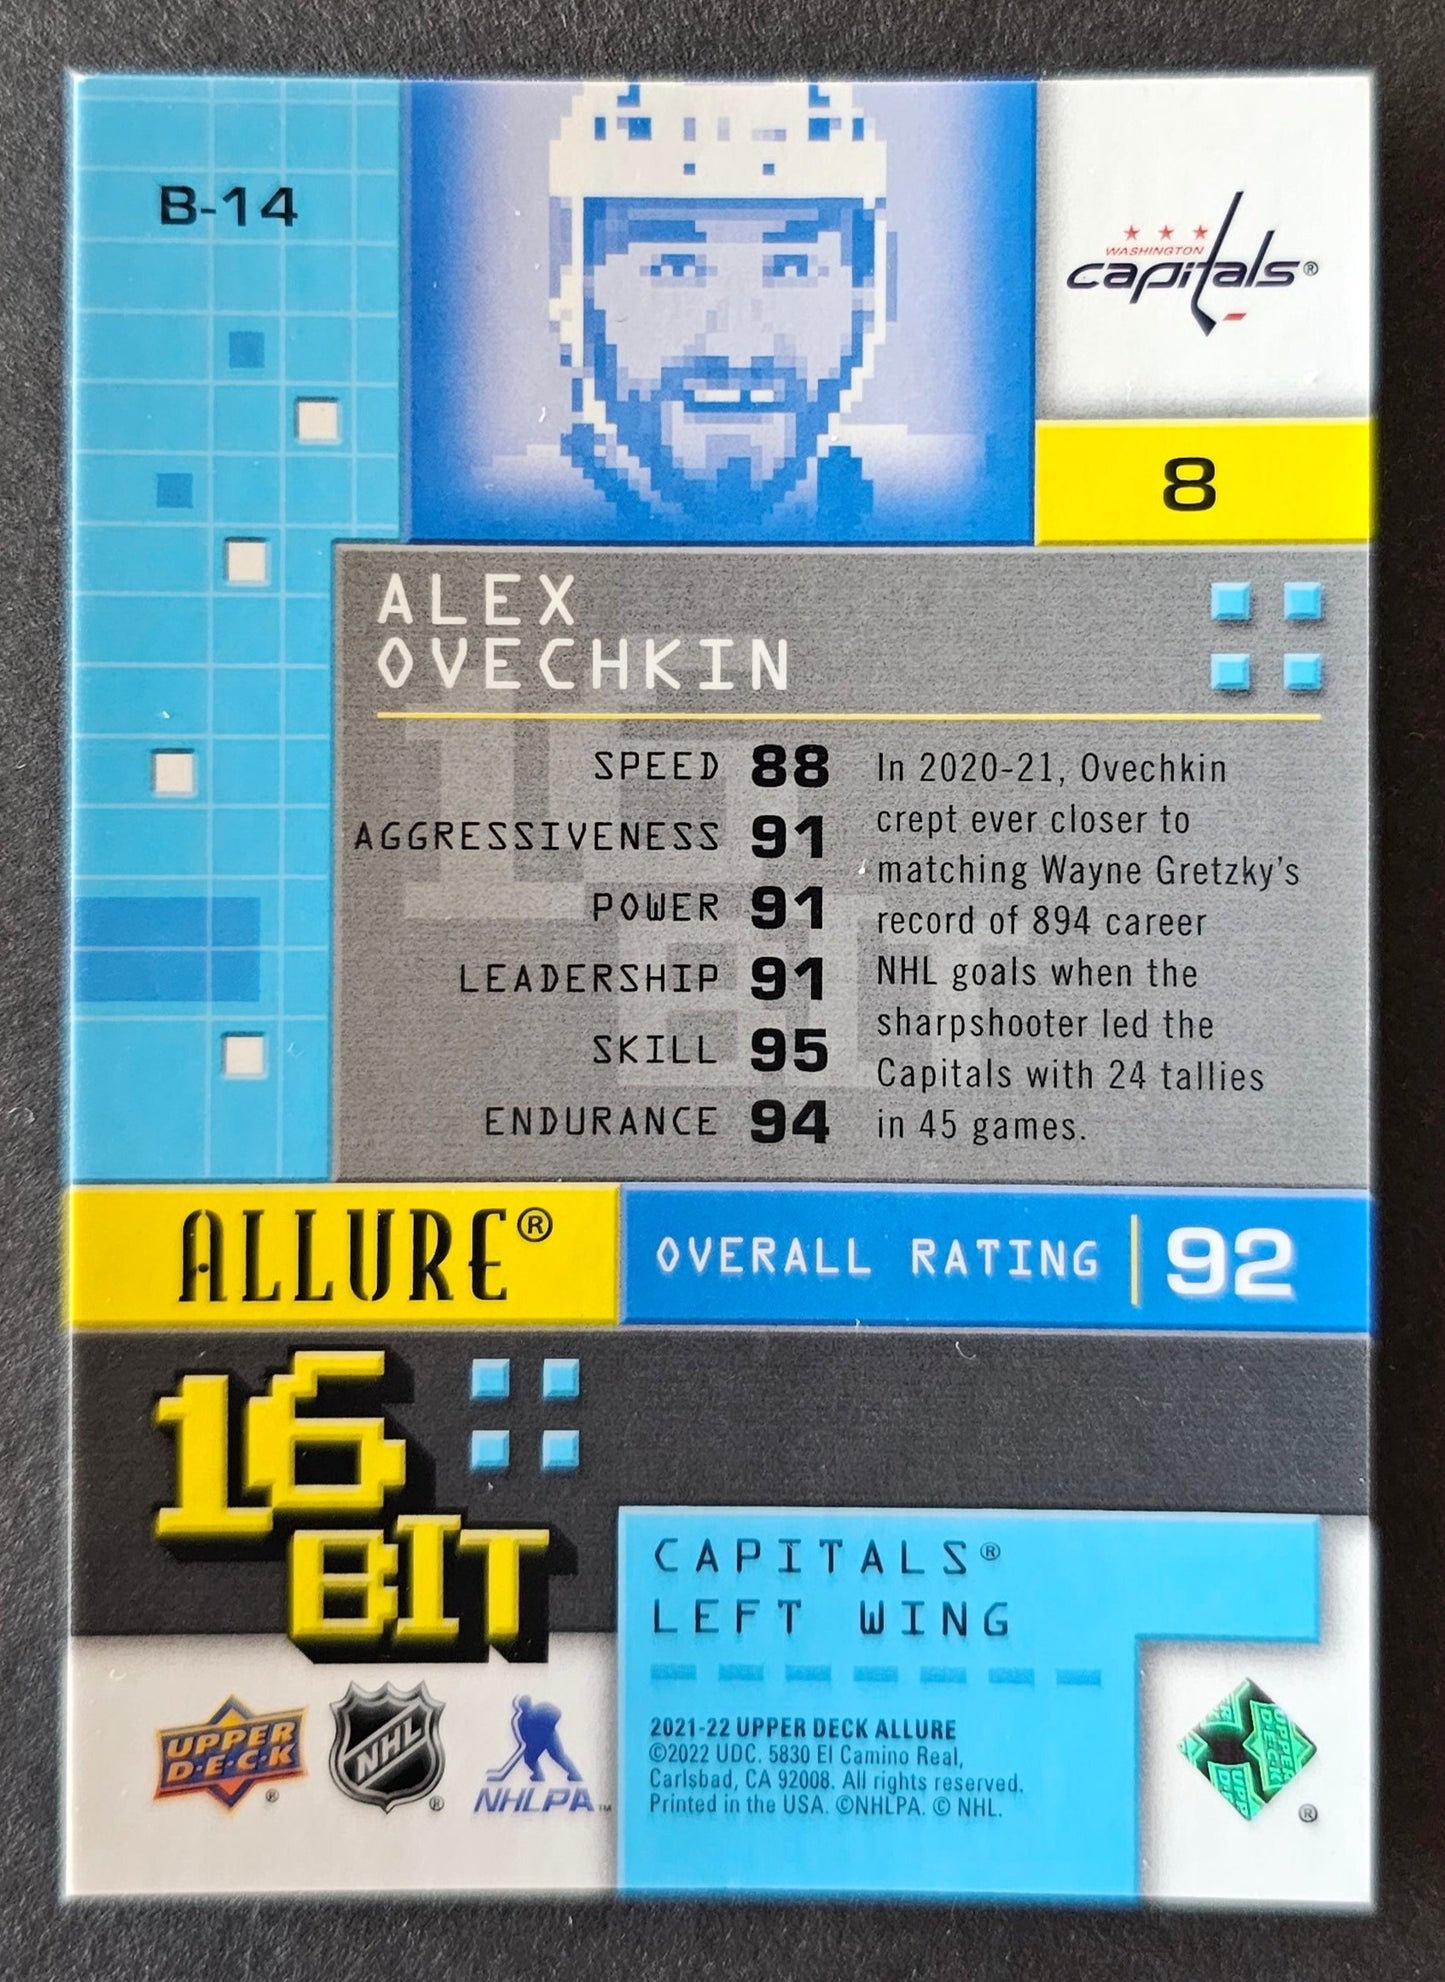 B-14
WASHINGTON
capitals®
8
ALEX
OVECHKIN
SPEED 88
AGGRESSIVENESS 91
POWER 91
LEADERSHIP 91
SKILL 95
ENDURANCE 94
In 2020-21, Ovechkin
crept ever closer to
matching Wayne Gretzky's
record of 894 career
NHL goals when the
sharpshooter led the
Capitals with 24 tallies
in 45 games.
ALLURE®
OVERALL RATING 92
16
BIT
CAPITALS®
LEFT WING
UPPER
D·E·C·K ®
NHL ®
NHLPA™
2021-22 UPPER DECK ALLURE
©2022 UDC. 5830 El Camino Real,
Carlsbad, CA 92008. All rights reserved.
Printed in the USA. ©NHLPA. © NHL.
®